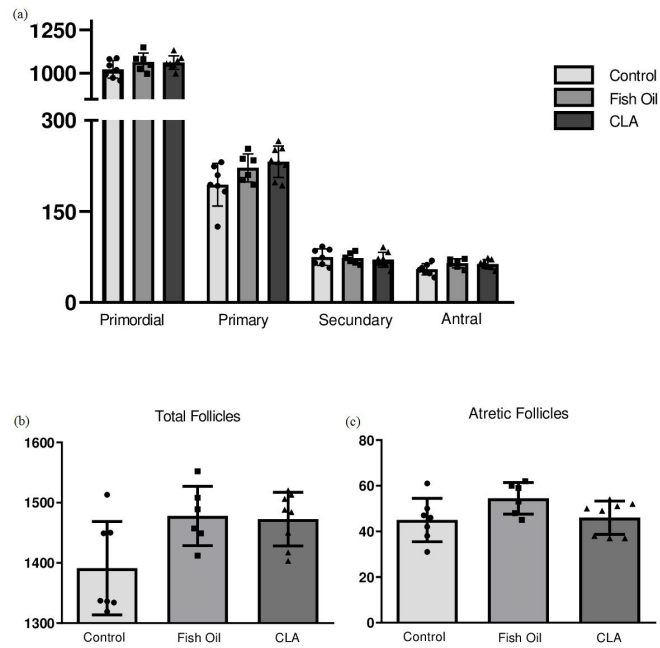 (a)
1250
1000
300
150
0
Primordial
Primary
Secundary
Antral
Control
Fish Oil
CLA
(b)
Total Follicles
1600
1500
1400
1300
Control
Fish Oil
CLA
(c)
Atretic Follicles
80
60
40
20
0
Control
Fish Oil
CLA